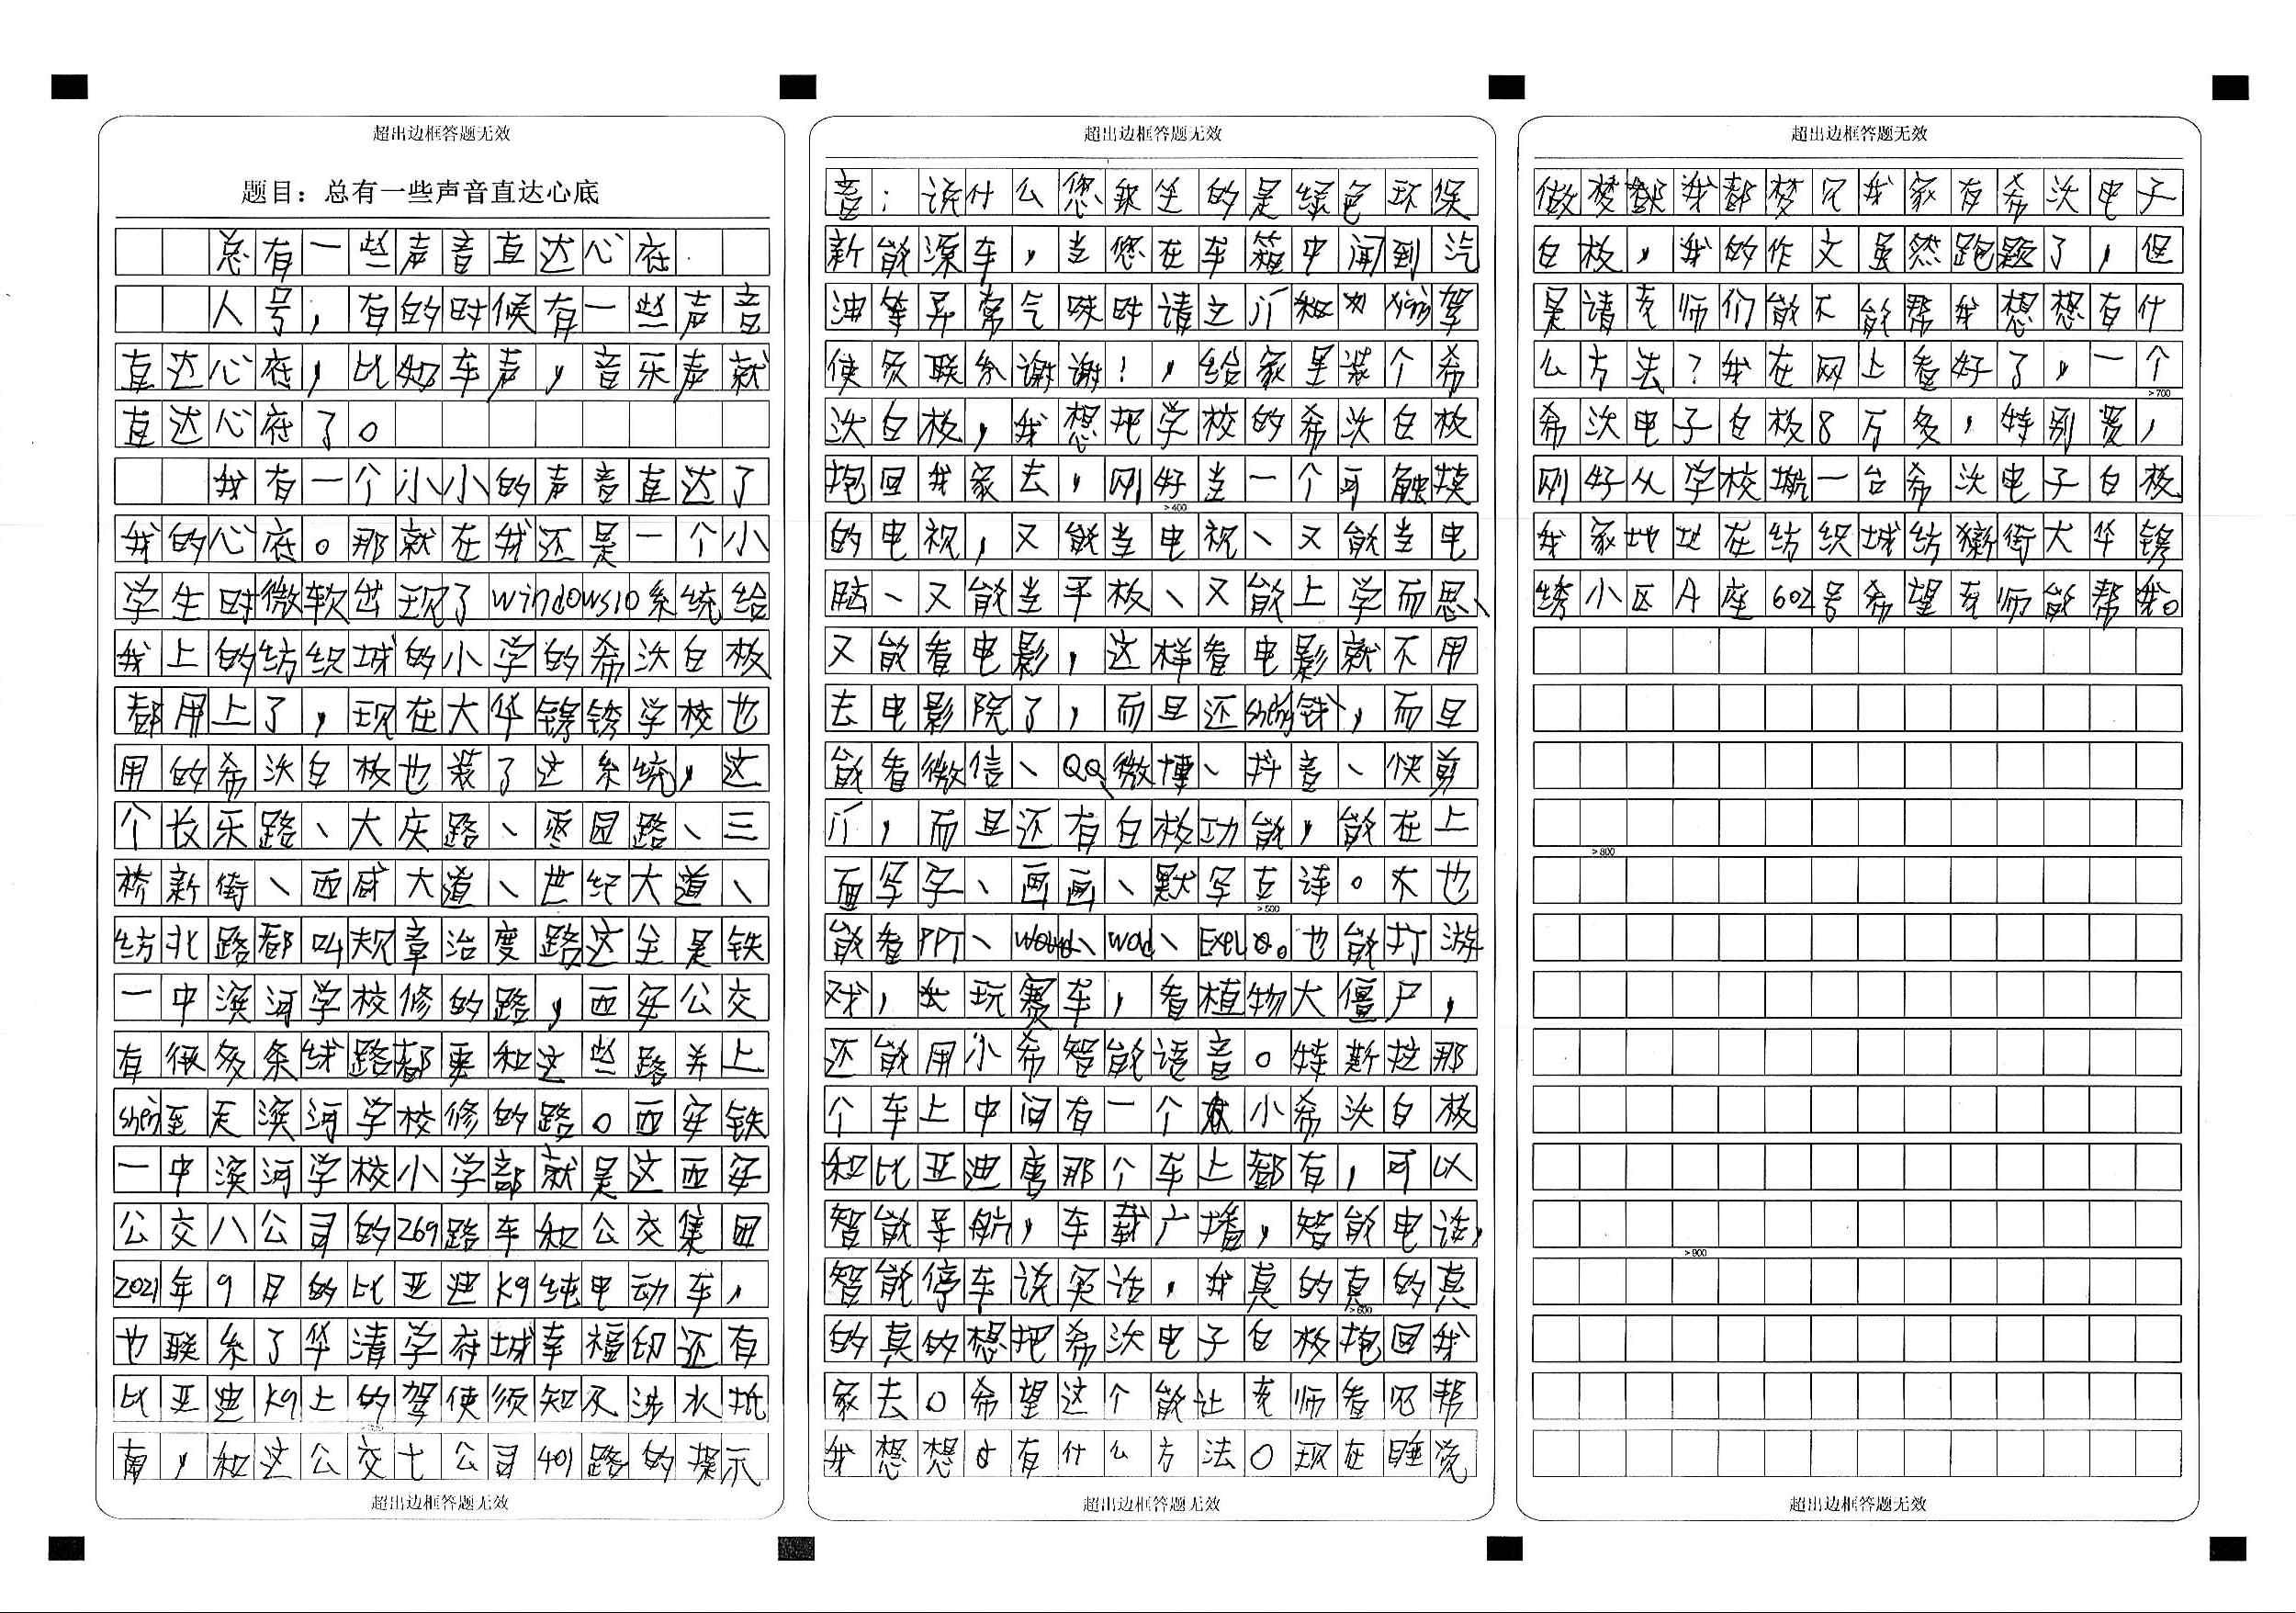 超出边框答题无效
题目：总有一些声音直达心底
总有一些声音直达心底
人号，有的时候有一些声音
直达心底，比如车声，音乐声就
直达心底了。
我有一个小小的声音直达了
我的心底。那就在我还是一个小
学生时微软出现了windows10系统给
我上的纺织城的小学的希沃白板
都用上了，现在大华锦绣学校也
用的希沃白板也装了这系统，这
个长乐路、大庆路、枣园路、三
桥新街、西咸大道、世纪大道、
纺北路都叫规章治度路这全是铁
一中滨河学校修的路，西安公交
有很多条线路都要和这些路并上
shen至无滨河学校修的路。西安铁
一中滨河学校小学部就是这西安
公交八公司的269路车和公交集团
2021年9月的比亚迪K9纯电动车，
也联系了华清学府城幸福印还有
比亚迪K9上的驾使须知及涉水抵
南，和这公交七公司401路的提示
超出边框答题无效
超出边框答题无效
音：说什么您乘坐的是绿色环保
新能源车，当您在车箱中闻到汽
油等异常气味时请立即和驾
使员联系谢谢！，给家里装个希
沃白板，我想把学校的希沃白板
抱回我家去，刚好当一个可触摸
>400
的电视，又能当电视、又能当电
脑、又能当平板、又能上学而思、
又能看电影，这样看电影就不用
去电影院了，而且还sheng钱，而且
能看微信、QQ、微博、抖音、快剪
，而且还有白板功能，能在上
面写字、画画、默写古诗。也
>500
能看PPT、word、Exel。也能打游
戏，玩赛车，看植物大僵尸，
还能用小希智能语音。特斯拉那
个车上中间有一个小希沃白板
和比亚迪唐那个车上都有，可以
智能导航，车载广播，智能电话，
智能停车说笑话，我真的真的真
>600
的真的想把希沃电子白板抱回我
家去。希望这个能让老师看见帮
我想想有什么方法。现在睡觉
超出边框答题无效
超出边框答题无效
做梦我都梦见我家有希沃电子
白板，我的作文虽然跑题了，但
是请老师们能不能帮我想想有什
么方法？我在网上看好了，一个
>700
希沃电子白板8万多，特别爱，
刚好从学校搬一台希沃电子白板
我家地址在纺织城纺渭街大华锦
绣小区A座602号希望老师能帮我。
>800
>900
超出边框答题无效